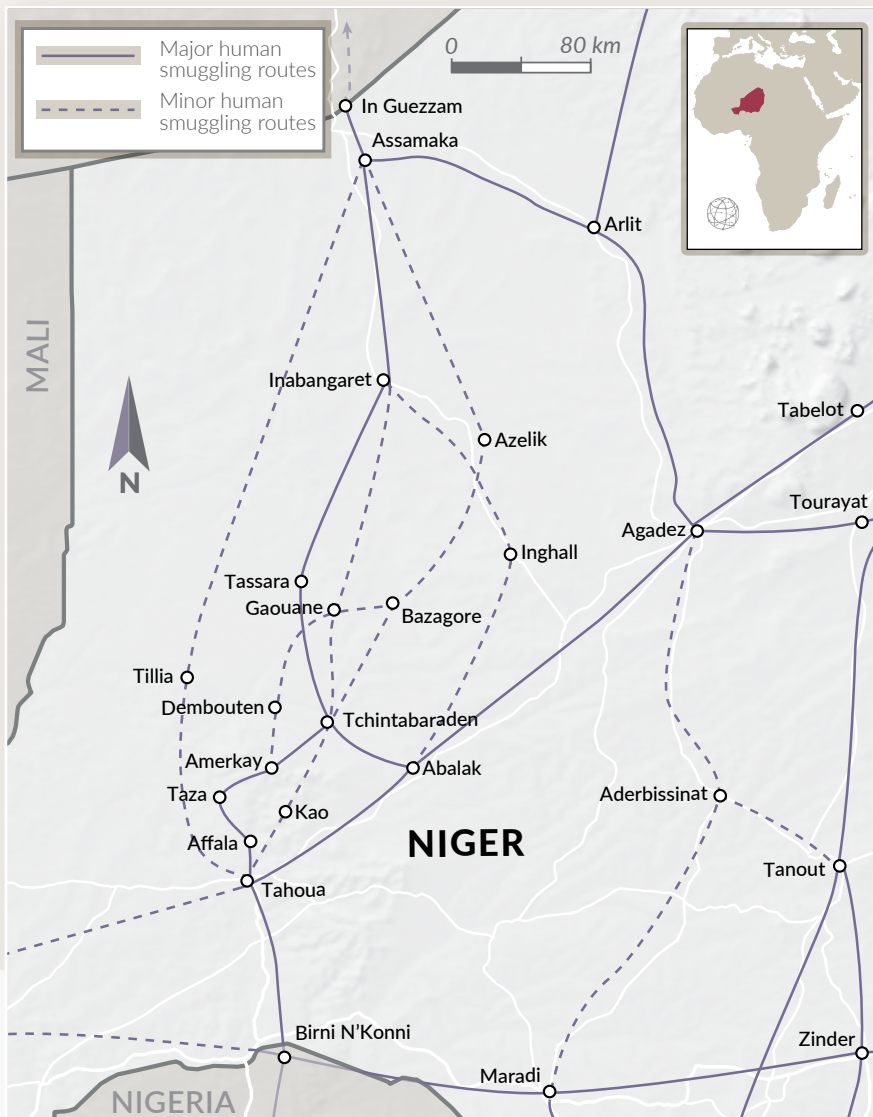 Major human
smuggling routes
Minor human
smuggling routes
0 80 km
In Guezzam
Assamaka
Arlit
MALI
Inabangaret
Tabelot
Azelik
N
Tourayat
Agadez
Inghall
Tassara
Gaouane
Bazagore
Tillia
Dembouten
Tchintabaraden
Amerkay
Abalak
Taza
Aderbissinat
Kao
Affala
NIGER
Tanout
Tahoua
Birni N’Konni
Zinder
Maradi
NIGERIA